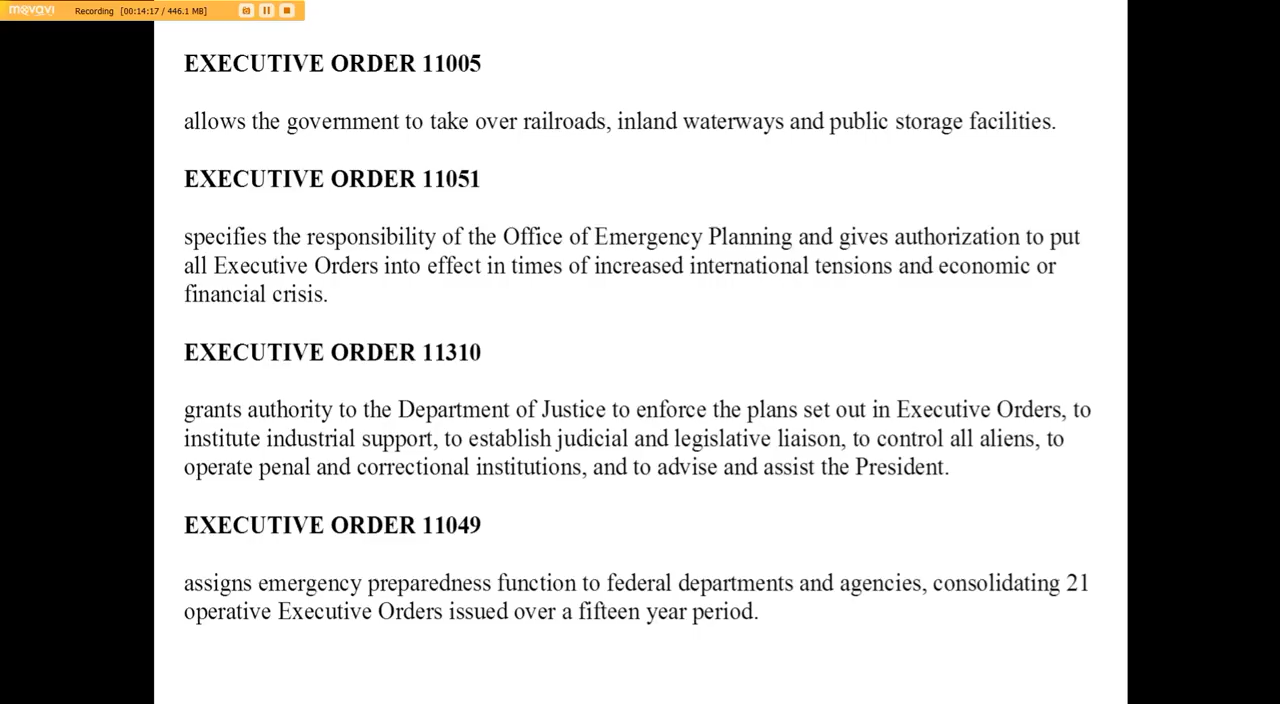 movavi Recording [00:14:17 / 446.1 MB]
EXECUTIVE ORDER 11005
allows the government to take over railroads, inland waterways and public storage facilities.
EXECUTIVE ORDER 11051
specifies the responsibility of the Office of Emergency Planning and gives authorization to put
all Executive Orders into effect in times of increased international tensions and economic or
financial crisis.
EXECUTIVE ORDER 11310
grants authority to the Department of Justice to enforce the plans set out in Executive Orders, to
institute industrial support, to establish judicial and legislative liaison, to control all aliens, to
operate penal and correctional institutions, and to advise and assist the President.
EXECUTIVE ORDER 11049
assigns emergency preparedness function to federal departments and agencies, consolidating 21
operative Executive Orders issued over a fifteen year period.